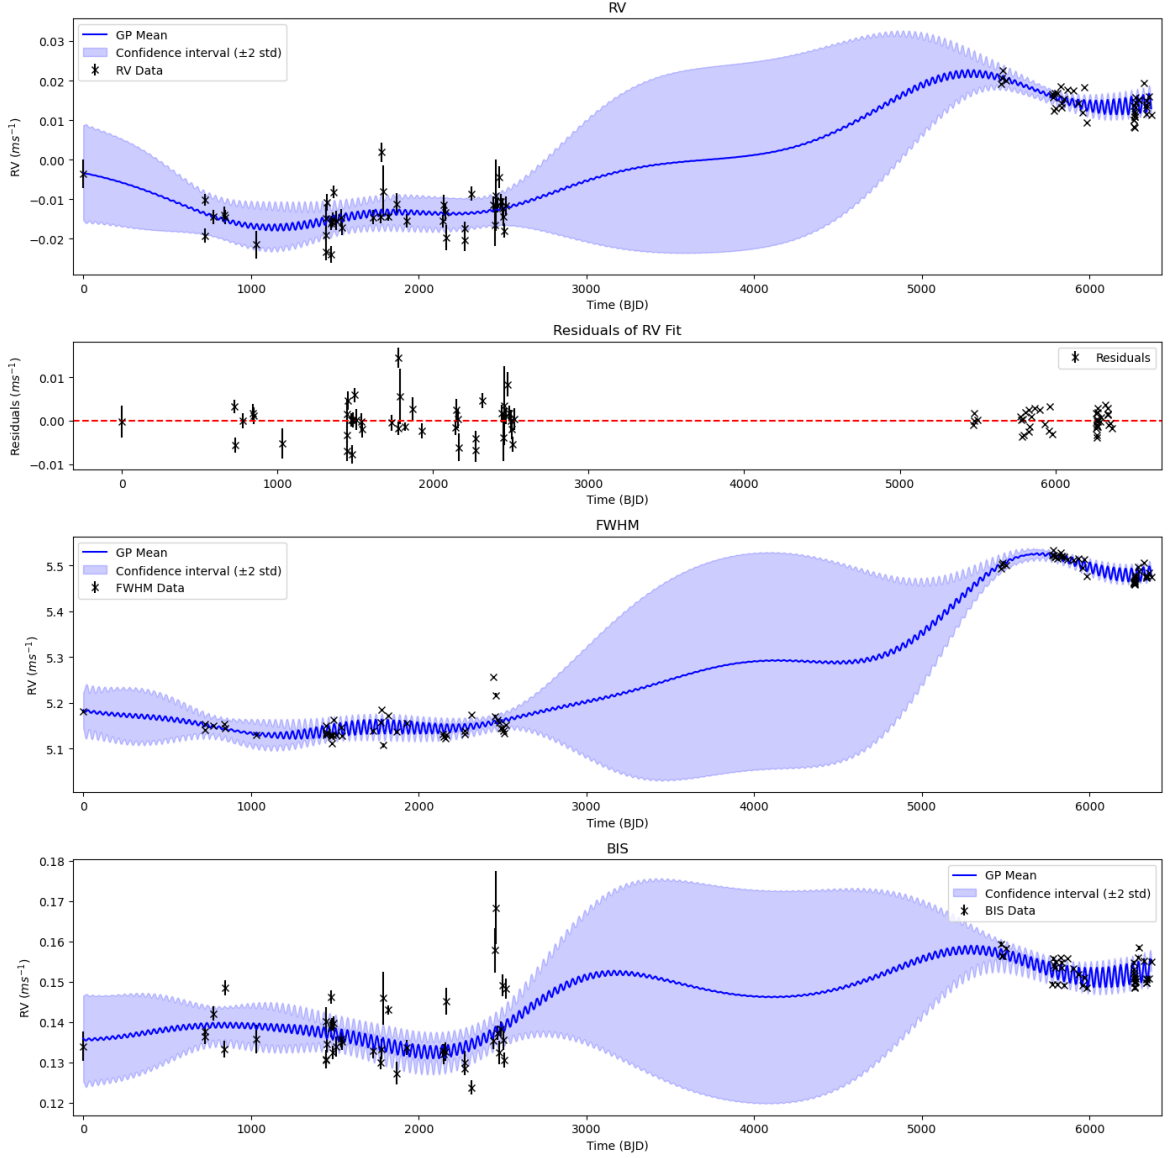 RV
GP Mean
Confidence interval (±2 std)
RV Data
RV (ms⁻¹)
0.03
0.02
0.01
0.00
−0.01
−0.02
0 1000 2000 3000 4000 5000 6000
Time (BJD)
Residuals of RV Fit
Residuals
Residuals (ms⁻¹)
0.01
0.00
−0.01
0 1000 2000 3000 4000 5000 6000
Time (BJD)
FWHM
GP Mean
Confidence interval (±2 std)
FWHM Data
RV (ms⁻¹)
5.5
5.4
5.3
5.2
5.1
0 1000 2000 3000 4000 5000 6000
Time (BJD)
BIS
GP Mean
Confidence interval (±2 std)
BIS Data
RV (ms⁻¹)
0.18
0.17
0.16
0.15
0.14
0.13
0.12
0 1000 2000 3000 4000 5000 6000
Time (BJD)